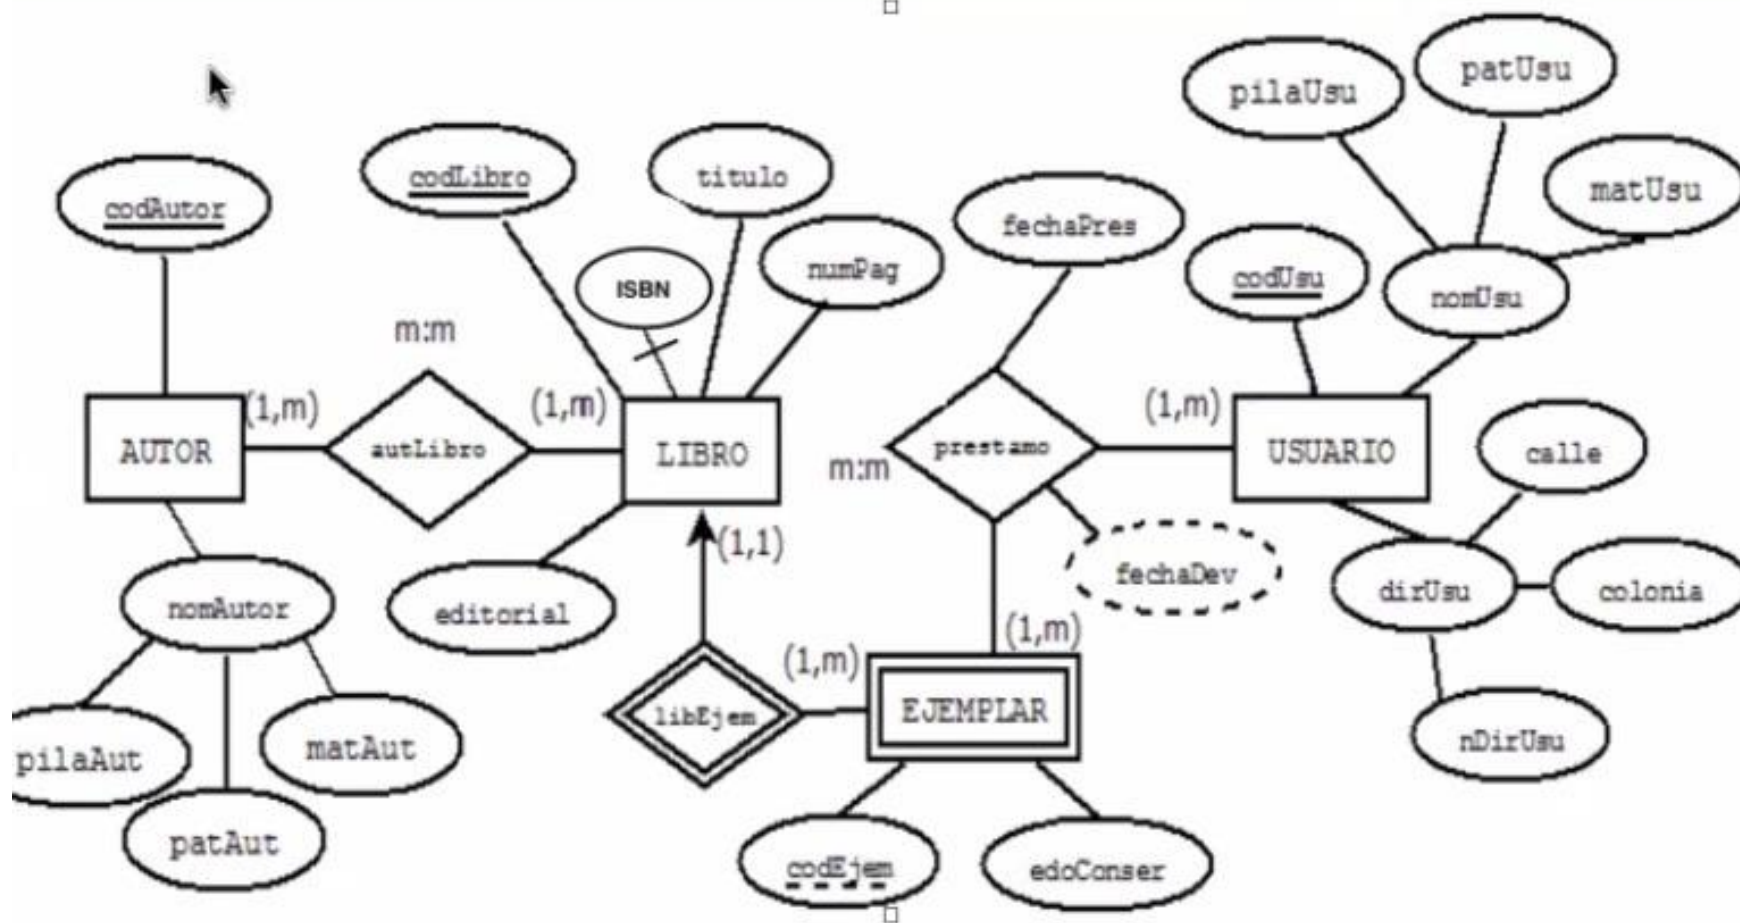 patUsu
pilaUsu
matUsu
codLibro
titulo
codAutor
fechaPres
numPag
codUsu
nomUsu
ISBN
m:m
(1,m)
(1,m)
(1,m)
AUTOR
autLibro
LIBRO
m:m
prestamo
USUARIO
calle
(1,1)
fechaDev
dirUsu
colonia
nomAutor
editorial
(1,m)
(1,m)
libEjem
EJEMPLAR
nDirUsu
pilaAut
matAut
patAut
codEjem
edoConser